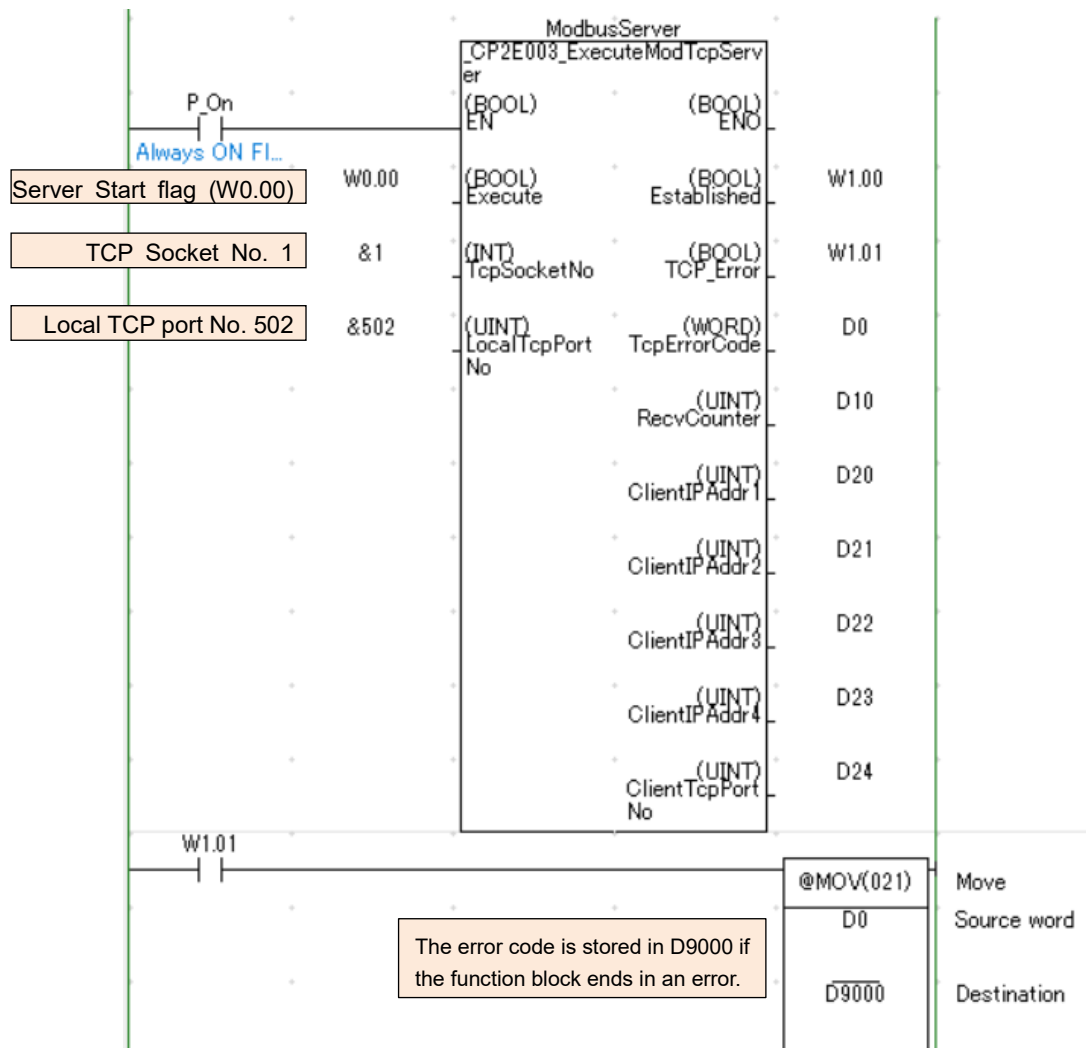 ModbusServer
_CP2E003_ExecuteModTcpServ
er
P_On
(BOOL)
EN
(BOOL)
ENO
Always ON Fl...
Server Start flag (W0.00)
W0.00
(BOOL)
Execute
(BOOL)
Established
W1.00
TCP Socket No. 1
&1
(INT)
TcpSocketNo
(BOOL)
TCP_Error
W1.01
Local TCP port No. 502
&502
(UINT)
LocalTcpPort
No
(WORD)
TcpErrorCode
D0
(UINT)
RecvCounter
D10
(UINT)
ClientIPAddr1
D20
(UINT)
ClientIPAddr2
D21
(UINT)
ClientIPAddr3
D22
(UINT)
ClientIPAddr4
D23
(UINT)
ClientTcpPort
No
D24
W1.01
@MOV(021)
Move
D0
Source word
The error code is stored in D9000 if
the function block ends in an error.
D9000
Destination